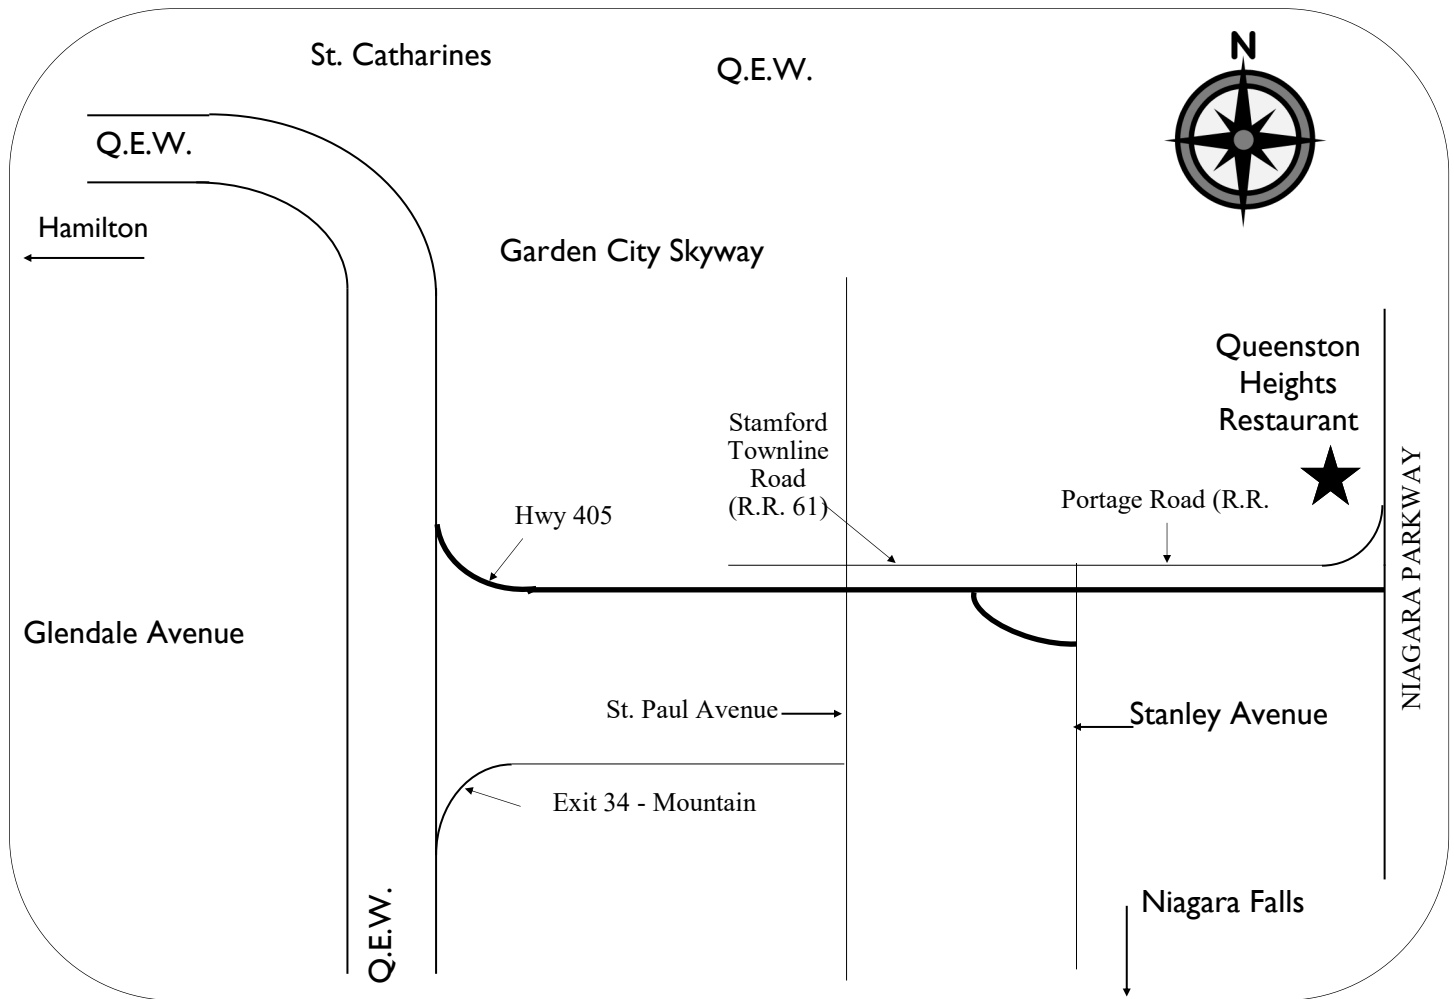 N
St. Catharines
Q.E.W.
Q.E.W.
Hamilton
Garden City Skyway
Queenston
Heights
Restaurant
Stamford
Townline
Road
(R.R. 61)
Portage Road (R.R.
Hwy 405
NIAGARA PARKWAY
Glendale Avenue
St. Paul Avenue
Stanley Avenue
Exit 34 - Mountain
Niagara Falls
Q.E.W.